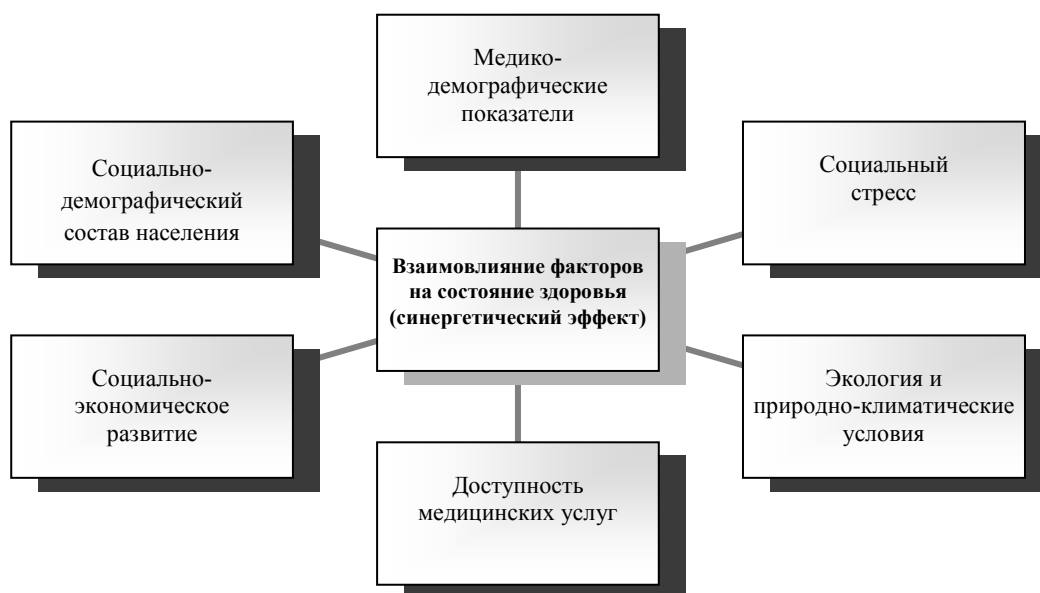 Медико-
демографические
показатели
Социально-
демографический
состав населения
Социальный
стресс
Взаимовлияние факторов
на состояние здоровья
(синергетический эффект)
Социально-
экономическое
развитие
Экология и
природно-климатические
условия
Доступность
медицинских услуг